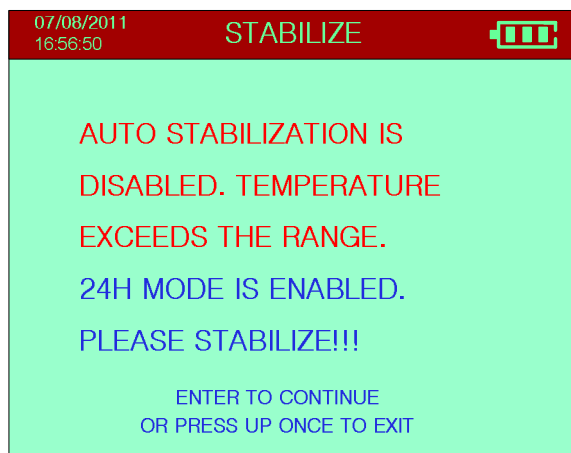 07/08/2011
16:56:50
STABILIZE
AUTO STABILIZATION IS
DISABLED. TEMPERATURE
EXCEEDS THE RANGE.
24H MODE IS ENABLED.
PLEASE STABILIZE!!!
ENTER TO CONTINUE
OR PRESS UP ONCE TO EXIT